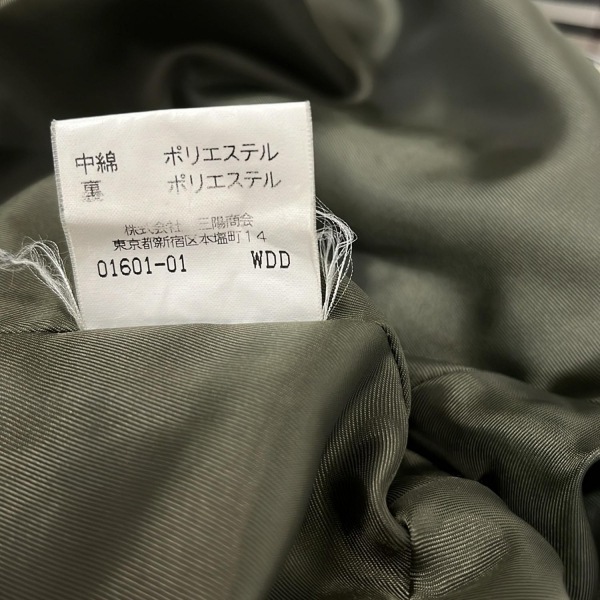 中綿 ポリエステル
裏 ポリエステル
株式会社 三陽商会
東京都新宿区本塩町14
01601-01 WDD